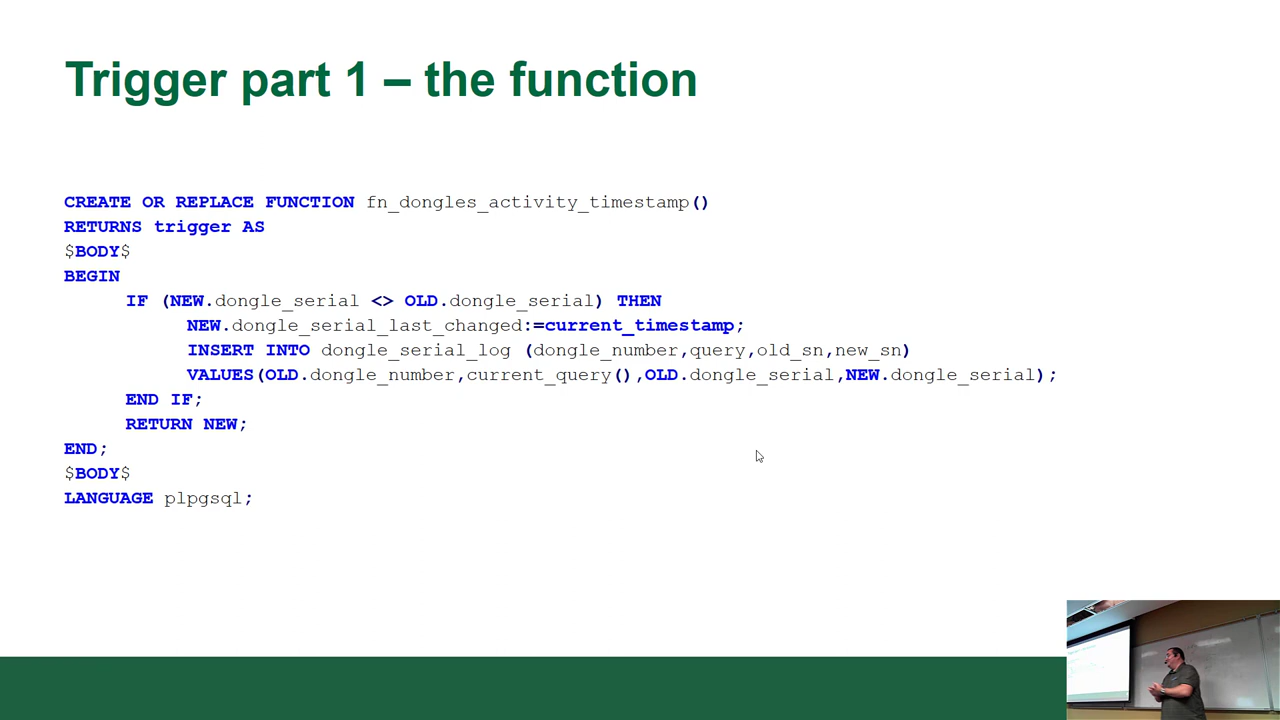 Trigger part 1 – the function
CREATE OR REPLACE FUNCTION fn_dongles_activity_timestamp()
RETURNS trigger AS
$BODY$
BEGIN
IF (NEW.dongle_serial <> OLD.dongle_serial) THEN
NEW.dongle_serial_last_changed:=current_timestamp;
INSERT INTO dongle_serial_log (dongle_number,query,old_sn,new_sn)
VALUES(OLD.dongle_number,current_query(),OLD.dongle_serial,NEW.dongle_serial);
END IF;
RETURN NEW;
END;
$BODY$
LANGUAGE plpgsql;